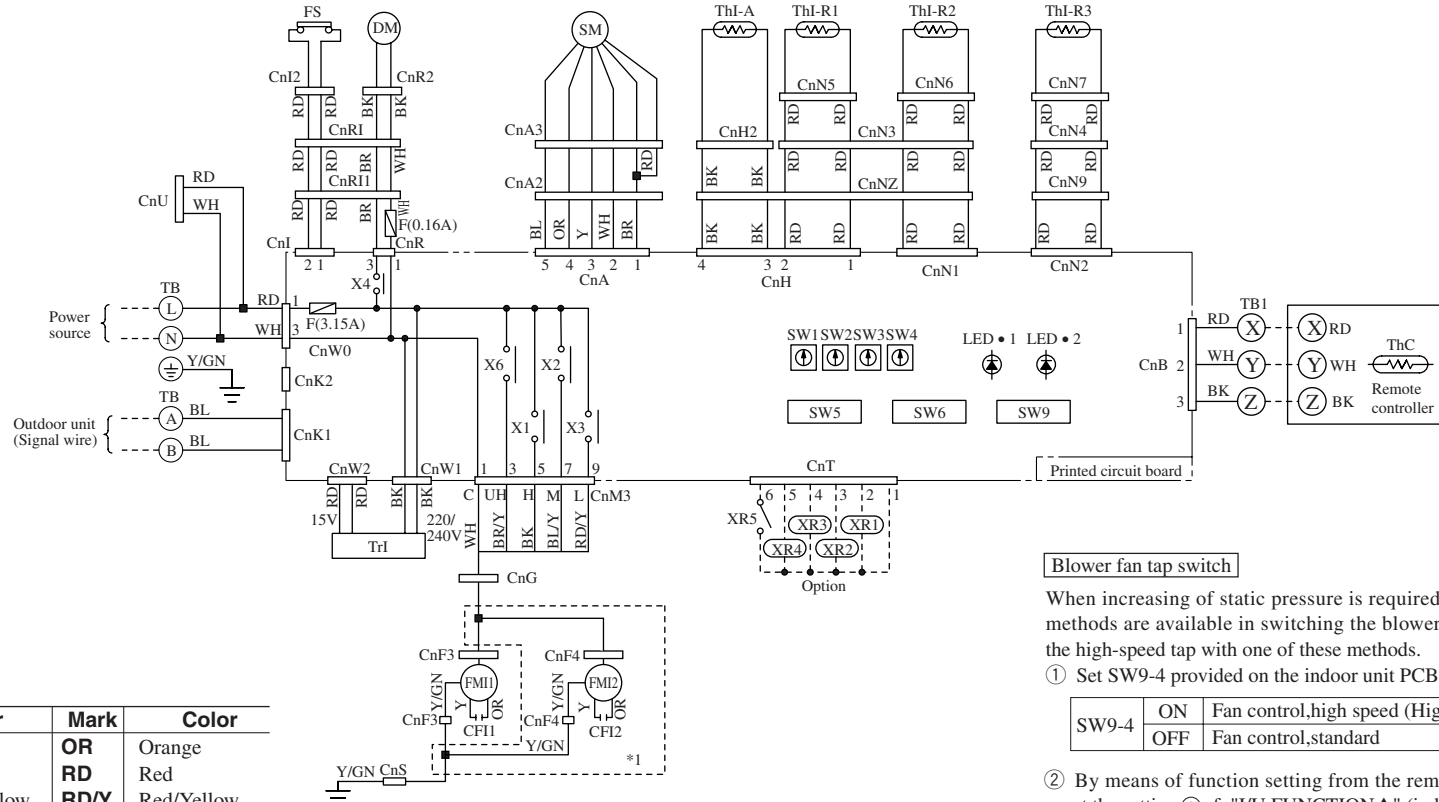 FS
DM
SM
ThI-A
ThI-R1
ThI-R2
ThI-R3
CnI2
CnR2
CnN5
CnN6
CnN7
RD RD BK BK
RD RD RD RD RD RD
CnRI
CnA3
CnH2
CnN3
CnN4
RD RD BR WH
RD
BK BK RD RD RD RD RD RD
CnRI1
CnA2
CnNZ
CnN9
CnU
RD
WH
RD RD BR WH
F(0.16A)
BL OR Y WH BR
BK BK RD RD RD RD RD RD
CnI
CnR
2 1
3 1
5 4 3 2 1
CnA
4 3 2 1
CnH
CnN1
CnN2
X4
TB
Power source
L
RD 1
F(3.15A)
N
WH 3
CnW0
Y/GN
CnK2
TB
Outdoor unit
(Signal wire)
A
BL
B
BL
CnK1
X6
X2
X1
X3
SW1 SW2 SW3 SW4
LED • 1 LED • 2
SW5
SW6
SW9
TB1
1 RD X X RD
CnB 2 WH Y Y WH
3 BK Z Z BK
ThC
Remote
controller
Printed circuit board
CnW2
CnW1
1 3 5 7 9
C UH H M L CnM3
RD RD
BK BK
15V
220/
240V
TrI
WH BR/Y BK BL/Y RD/Y
CnT
6 5 4 3 2 1
XR5
XR3
XR1
XR4
XR2
Option
CnG
CnF3
CnF4
FMI1
FMI2
Y/GN
Y
OR
Y/GN
Y
OR
CnF3
CFI1
CnF4
CFI2
Y/GN
*1
Y/GN CnS
Blower fan tap switch
When increasing of static pressure is required
methods are available in switching the blower
the high-speed tap with one of these methods.
① Set SW9-4 provided on the indoor unit PCB
SW9-4
ON Fan control,high speed (Hig
OFF Fan control,standard
② By means of function setting from the rem
Mark Color
OR Orange
RD Red
RD/Y Red/Yellow